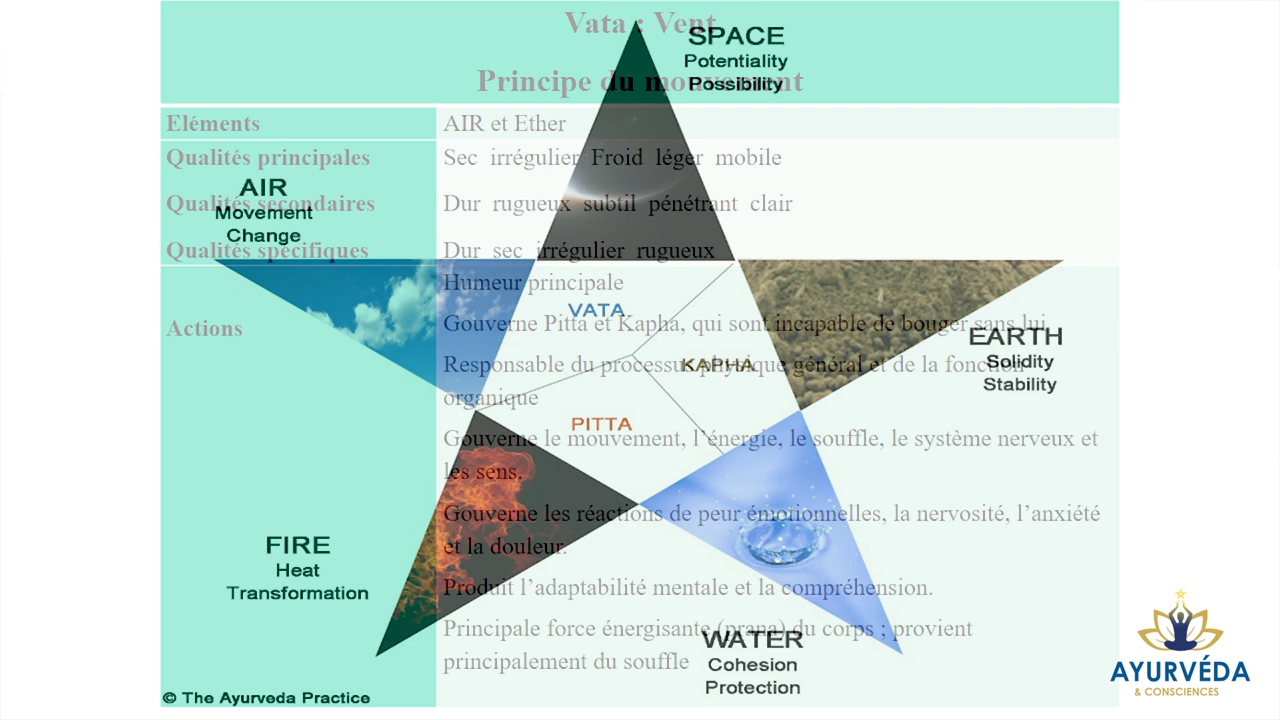 Vata : Vent
Principe du mouvement
Eléments
AIR et Ether
Qualités principales
Sec irrégulier Froid léger mobile
Qualités secondaires
Dur rugueux subtil pénétrant clair
Qualités spécifiques
Dur sec irrégulier rugueux
Actions
Humeur principale
Gouverne Pitta et Kapha, qui sont incapable de bouger sans lui
Responsable du processus physique général et de la fonction
organique
Gouverne le mouvement, l’énergie, le souffle, le système nerveux et
les sens.
Gouverne les réactions de peur émotionnelles, la nervosité, l’anxiété
et la douleur.
Produit l’adaptabilité mentale et la compréhension.
Principale force énergisante (prana) du corps ; provient
principalement du souffle
SPACE
Potentiality
Possibility
AIR
Movement
Change
VATA
KAPHA
PITTA
EARTH
Solidity
Stability
FIRE
Heat
Transformation
WATER
Cohesion
Protection
© The Ayurveda Practice
AYURVÉDA
& CONSCIENCES